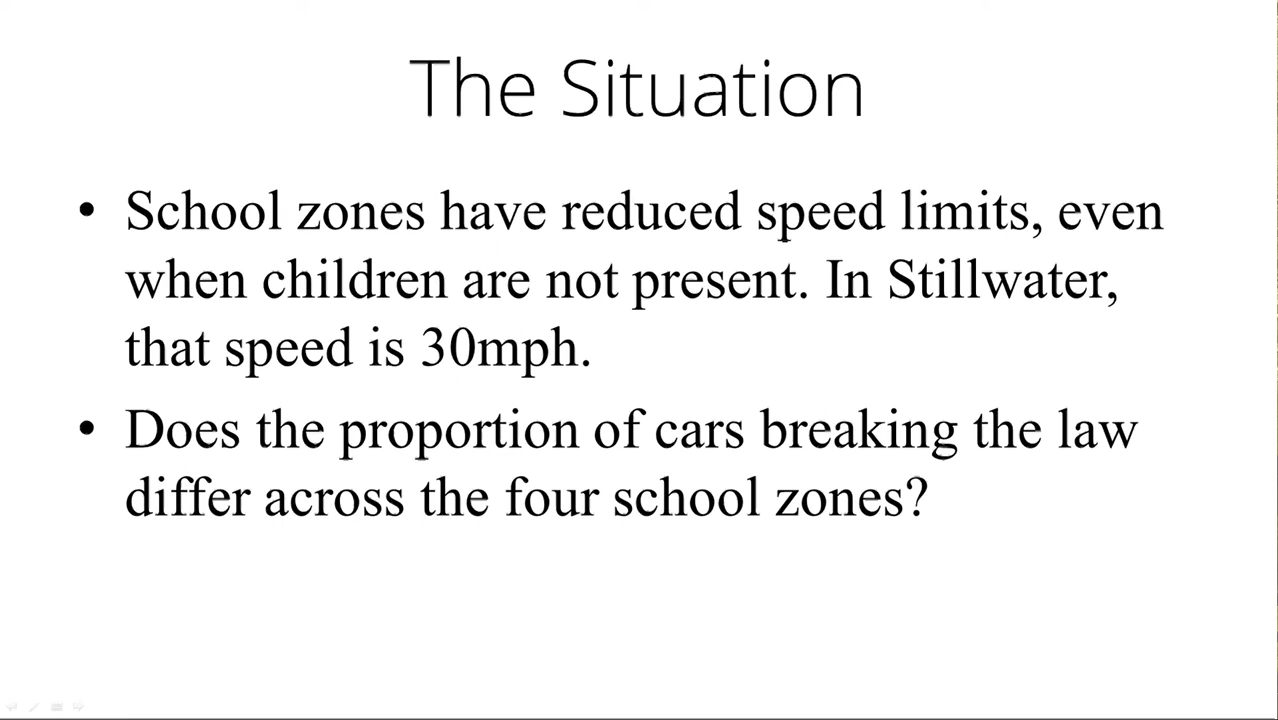 The Situation
• School zones have reduced speed limits, even
when children are not present. In Stillwater,
that speed is 30mph.
• Does the proportion of cars breaking the law
differ across the four school zones?